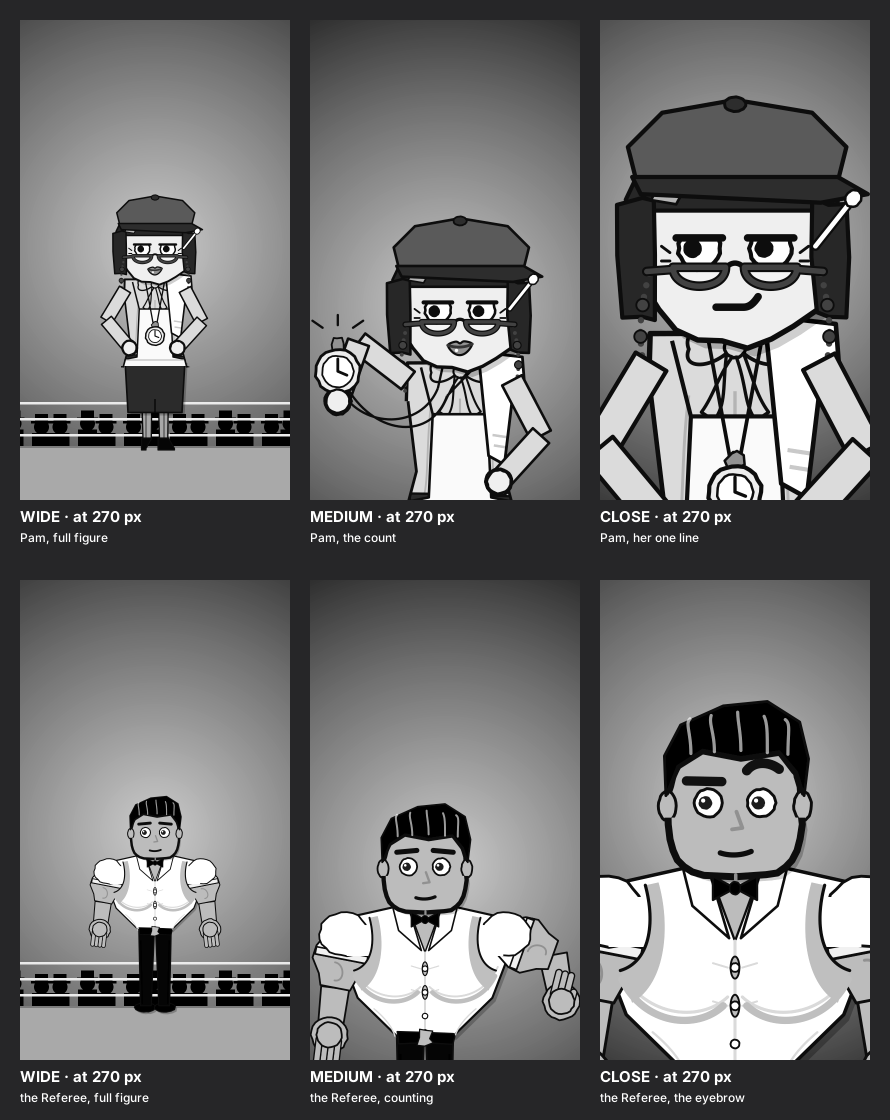 WIDE · at 270 px
Pam, full figure
MEDIUM · at 270 px
Pam, the count
CLOSE · at 270 px
Pam, her one line
WIDE · at 270 px
the Referee, full figure
MEDIUM · at 270 px
the Referee, counting
CLOSE · at 270 px
the Referee, the eyebrow